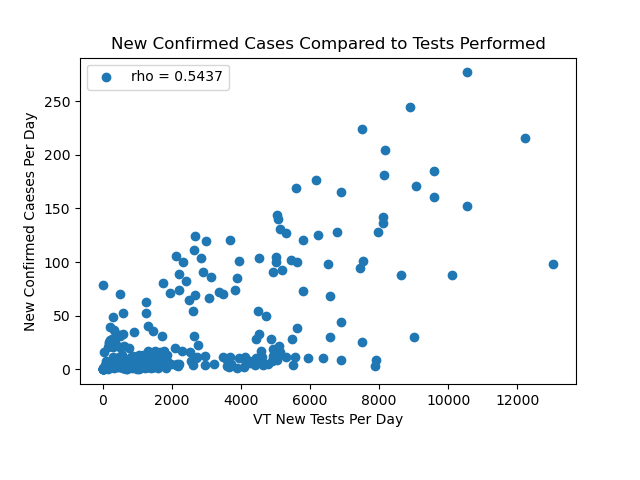 New Confirmed Cases Compared to Tests Performed
rho = 0.5437
New Confirmed Caeses Per Day
250
200
150
100
50
0
0 2000 4000 6000 8000 10000 12000
VT New Tests Per Day